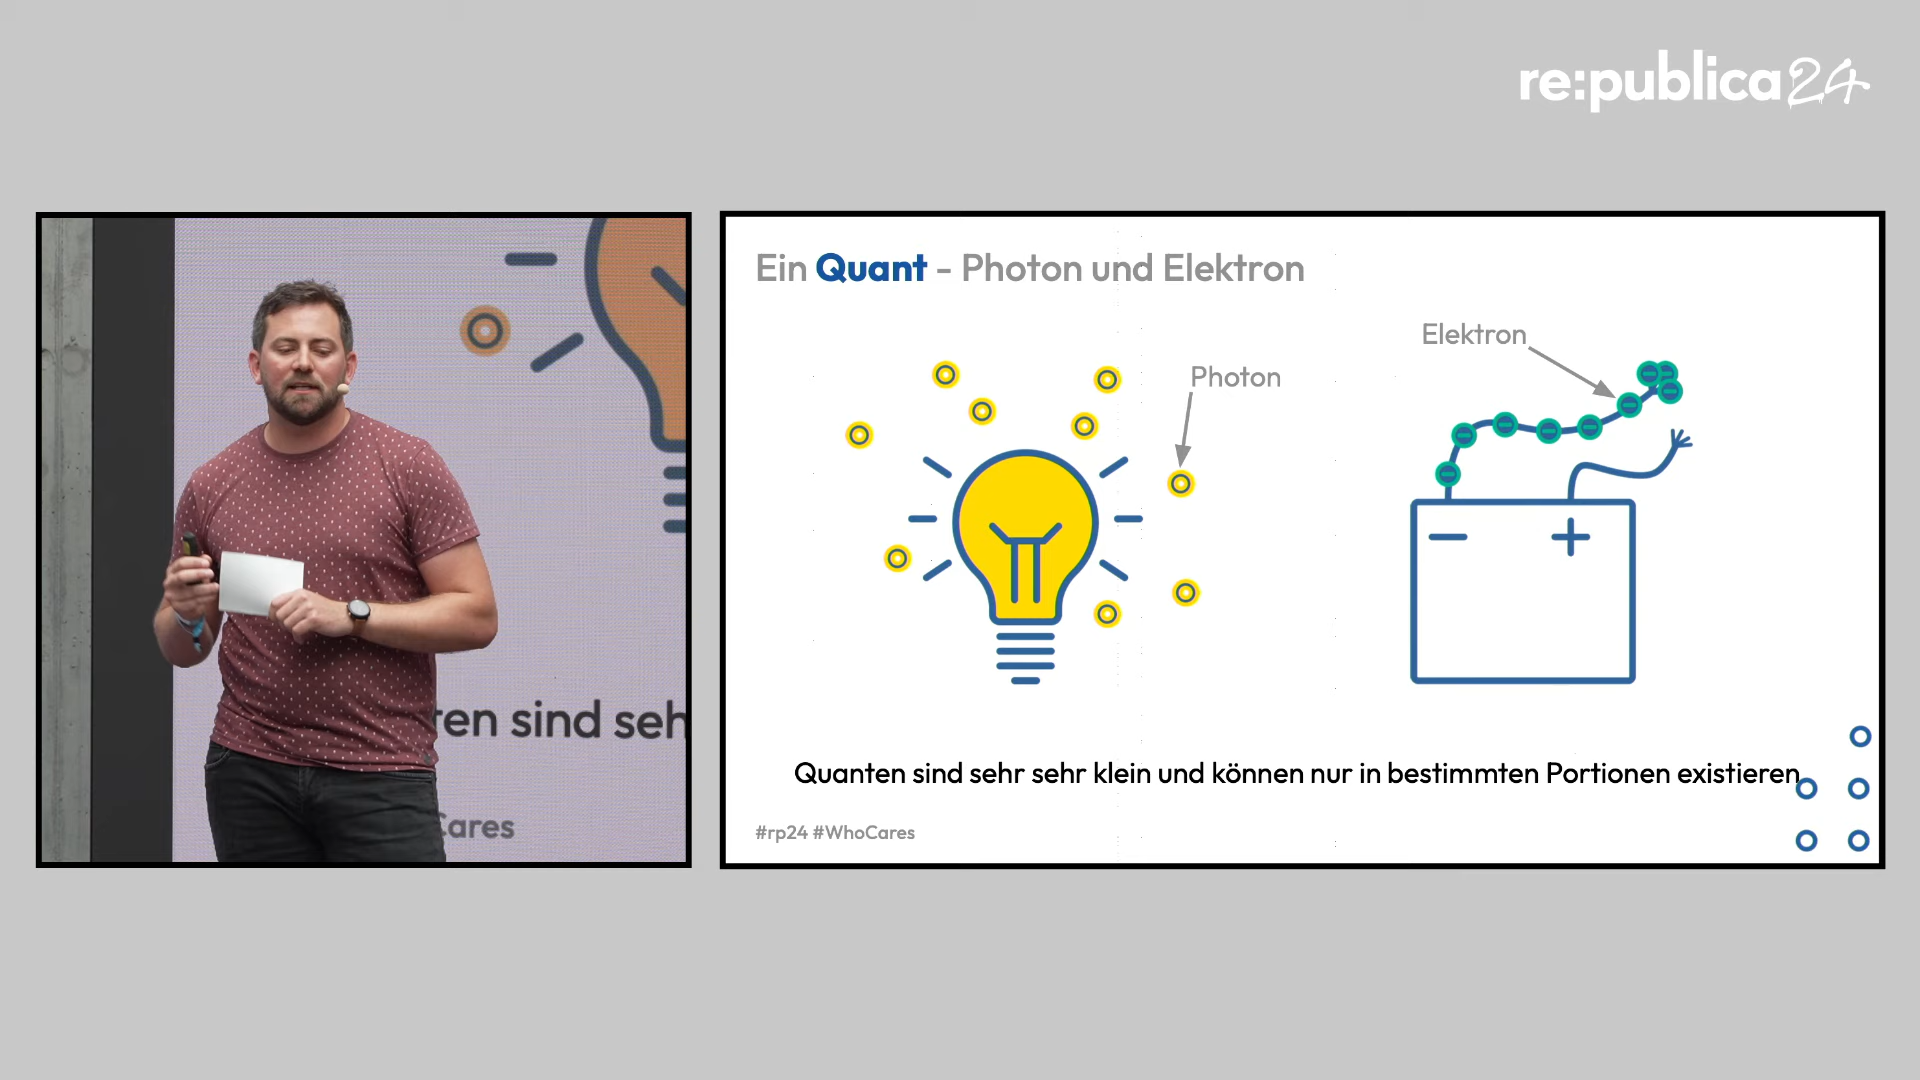 re:publica24
Ein Quant - Photon und Elektron
Elektron
Photon
Quanten sind sehr sehr klein und können nur in bestimmten Portionen existieren
#rp24 #WhoCares
ren sind seh
Cares